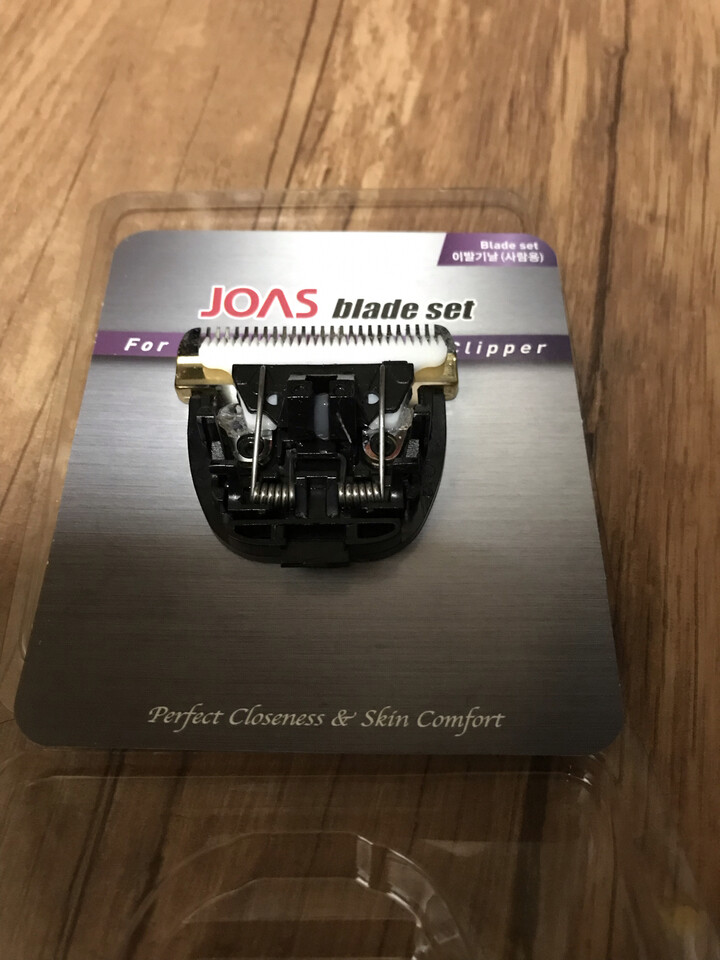 Blade set
이발기날 (사람용)
JOAS blade set
For clipper
Perfect Closeness & Skin Comfort